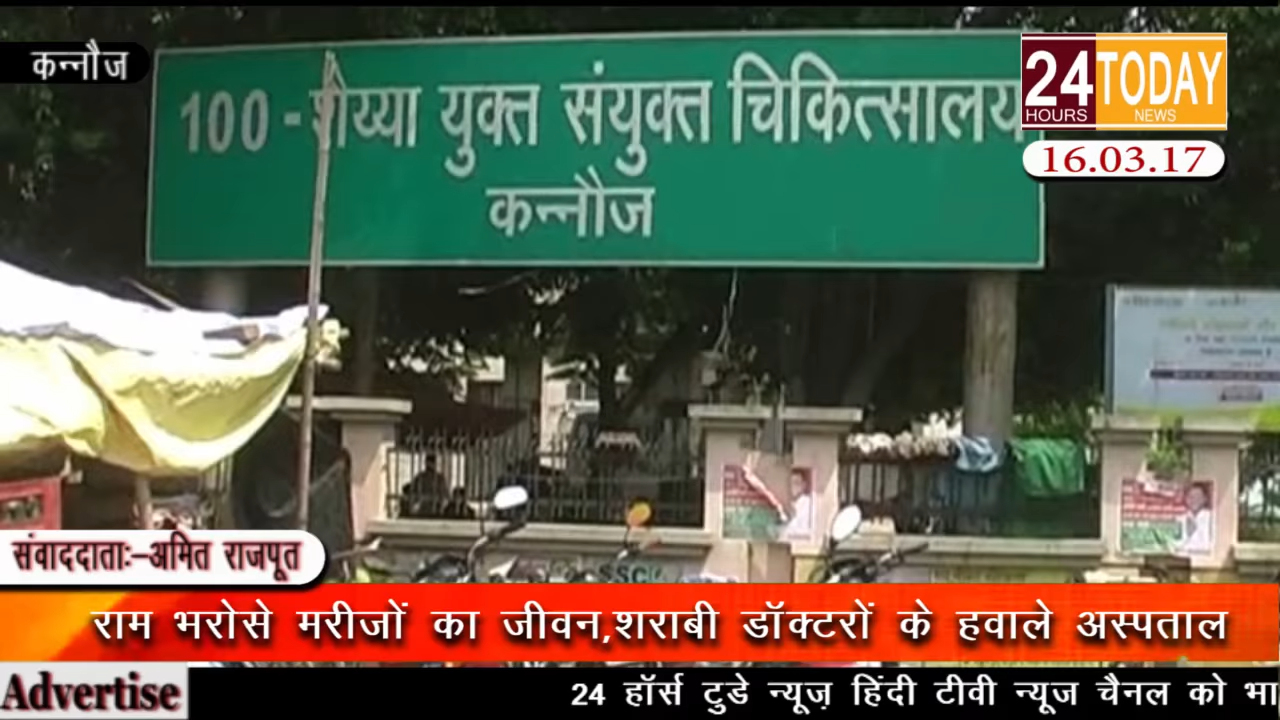 कन्नौज
100 - शैय्या युक्त संयुक्त चिकित्सालय
कन्नौज
24 TODAY
HOURS NEWS
16.03.17
संवाददाताः-अमित राजपूत
राम भरोसे मरीजों का जीवन,शराबी डॉक्टरों के हवाले अस्पताल
Advertise
24 हॉर्स टुडे न्यूज़ हिंदी टीवी न्यूज चैनल को भा